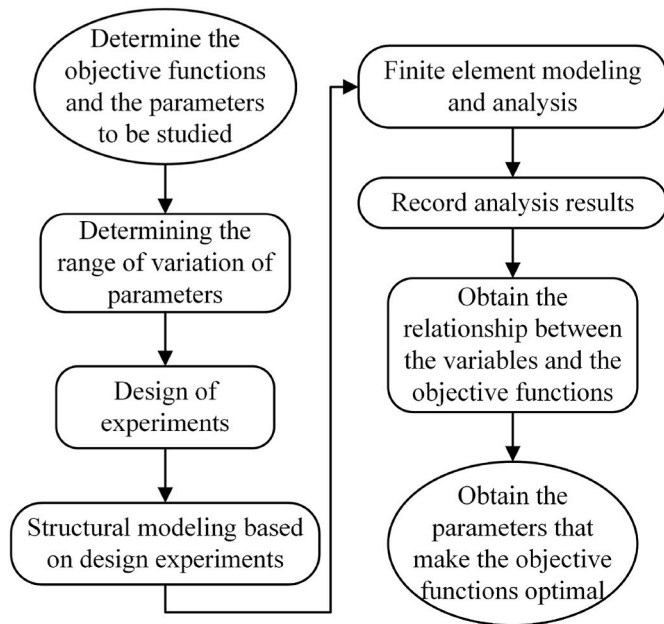 Determine the
objective functions
and the parameters
to be studied
Determining the
range of variation of
parameters
Design of
experiments
Structural modeling based
on design experiments
Finite element modeling
and analysis
Record analysis results
Obtain the
relationship between
the variables and the
objective functions
Obtain the
parameters that
make the objective
functions optimal